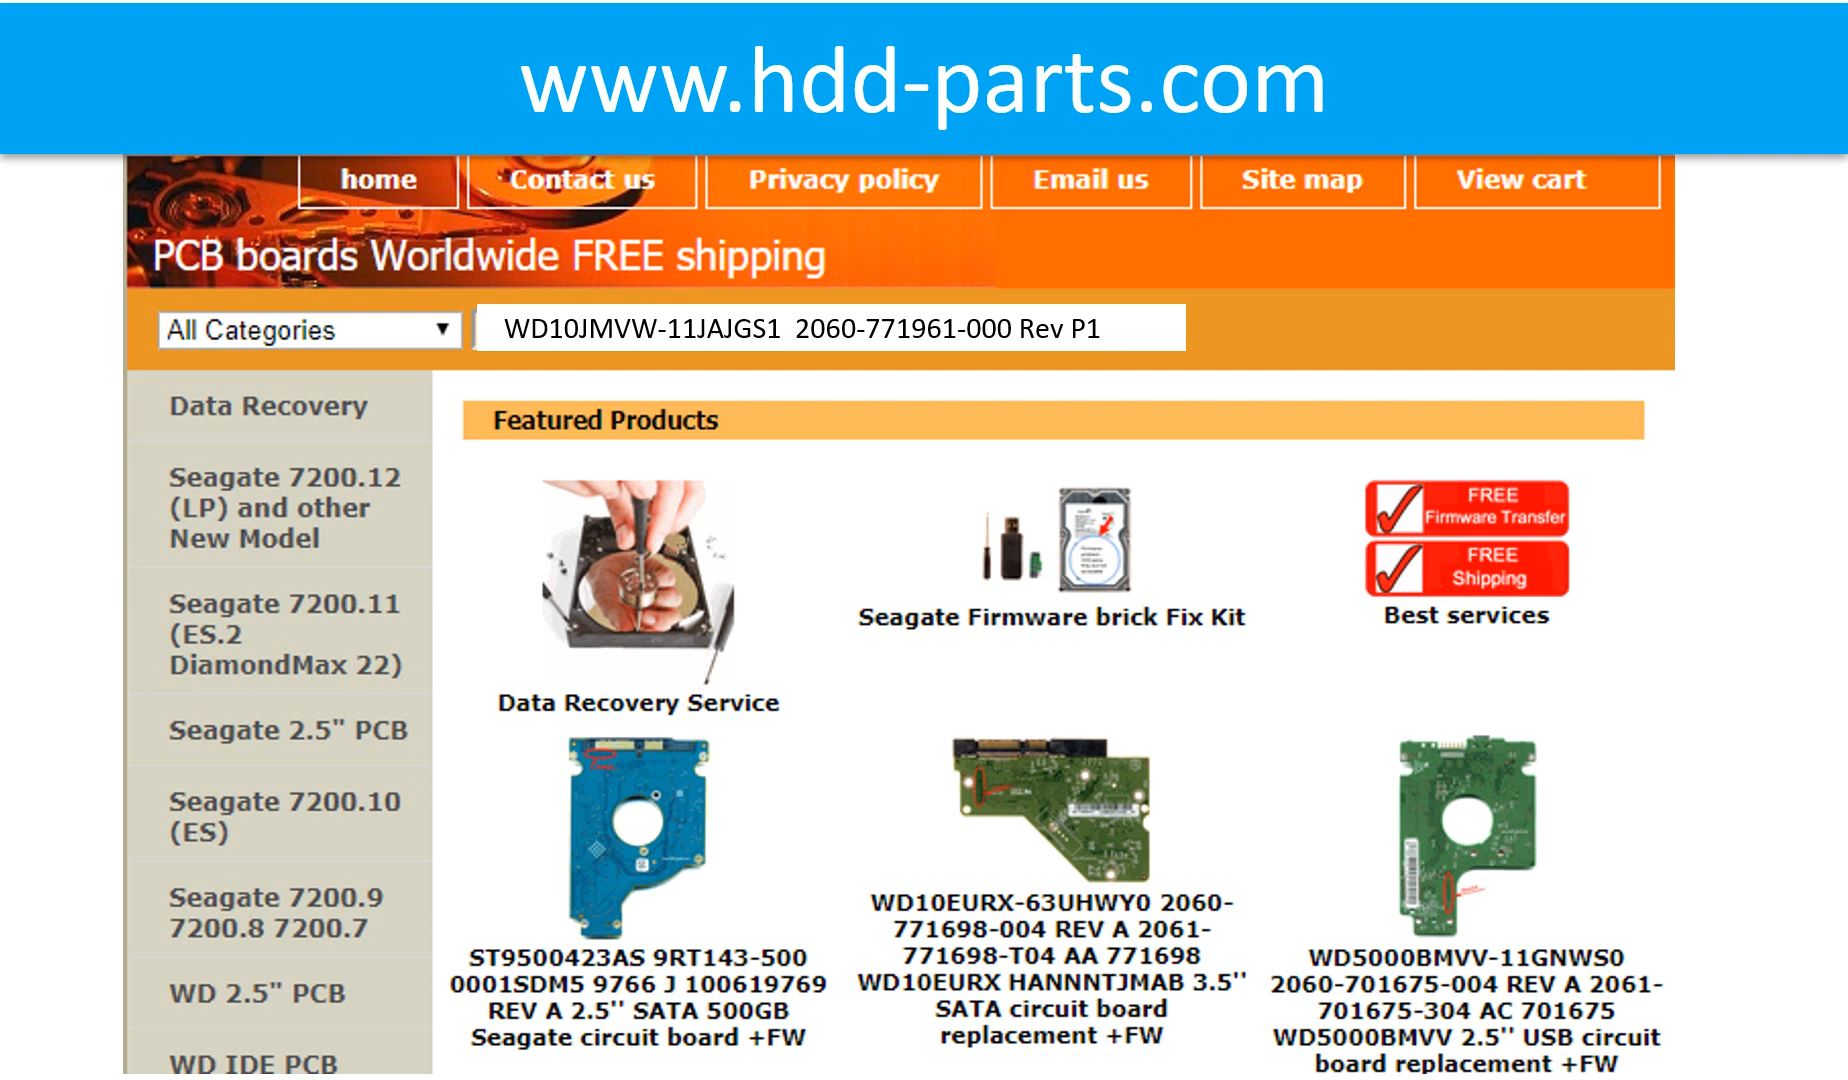 www.hdd-parts.com
home
Contact us
Privacy policy
Email us
Site map
View cart
PCB boards Worldwide FREE shipping
All Categories
WD10JMVW-11JAJGS1  2060-771961-000 Rev P1
Data Recovery
Seagate 7200.12
(LP) and other
New Model
Seagate 7200.11
(ES.2
DiamondMax 22)
Seagate 2.5" PCB
Seagate 7200.10
(ES)
Seagate 7200.9
7200.8 7200.7
WD 2.5" PCB
WD IDE PCB
Featured Products
Data Recovery Service
Seagate Firmware brick Fix Kit
FREE
Firmware Transfer
FREE
Shipping
Best services
ST9500423AS 9RT143-500
0001SDM5 9766 J 100619769
REV A 2.5'' SATA 500GB
Seagate circuit board +FW
WD10EURX-63UHWY0 2060-
771698-004 REV A 2061-
771698-T04 AA 771698
WD10EURX HANNNTJMAB 3.5''
SATA circuit board
replacement +FW
WD5000BMVV-11GNWS0
2060-701675-004 REV A 2061-
701675-304 AC 701675
WD5000BMVV 2.5'' USB circuit
board replacement +FW